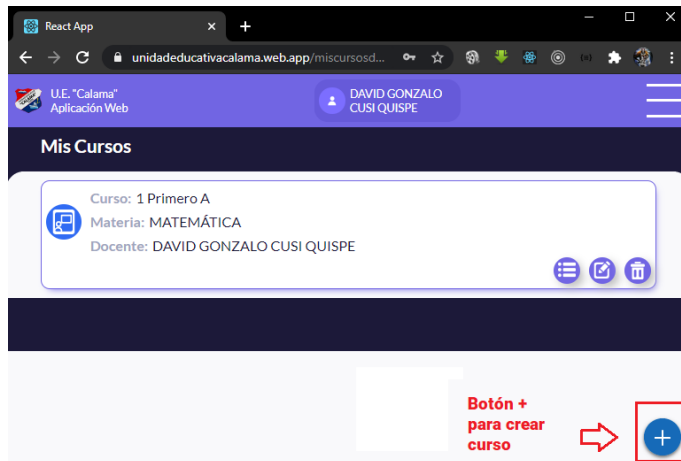 React App
unidadeducativacalama.web.app/miscursosd...
U.E. "Calama"
Aplicación Web
DAVID GONZALO
CUSI QUISPE
Mis Cursos
Curso: 1 Primero A
Materia: MATEMÁTICA
Docente: DAVID GONZALO CUSI QUISPE
Botón +
para crear
curso